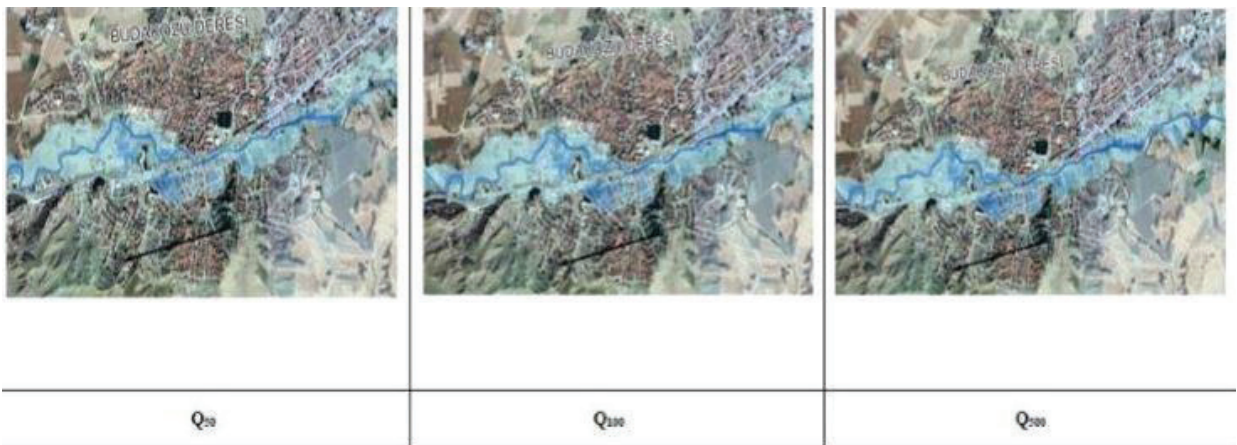 BUDAKÖZÜ DERESİ
BUDAKÖZÜ DERESİ
BUDAKÖZÜ DERESİ
Q₅₀
Q₁₀₀
Q₅₀₀